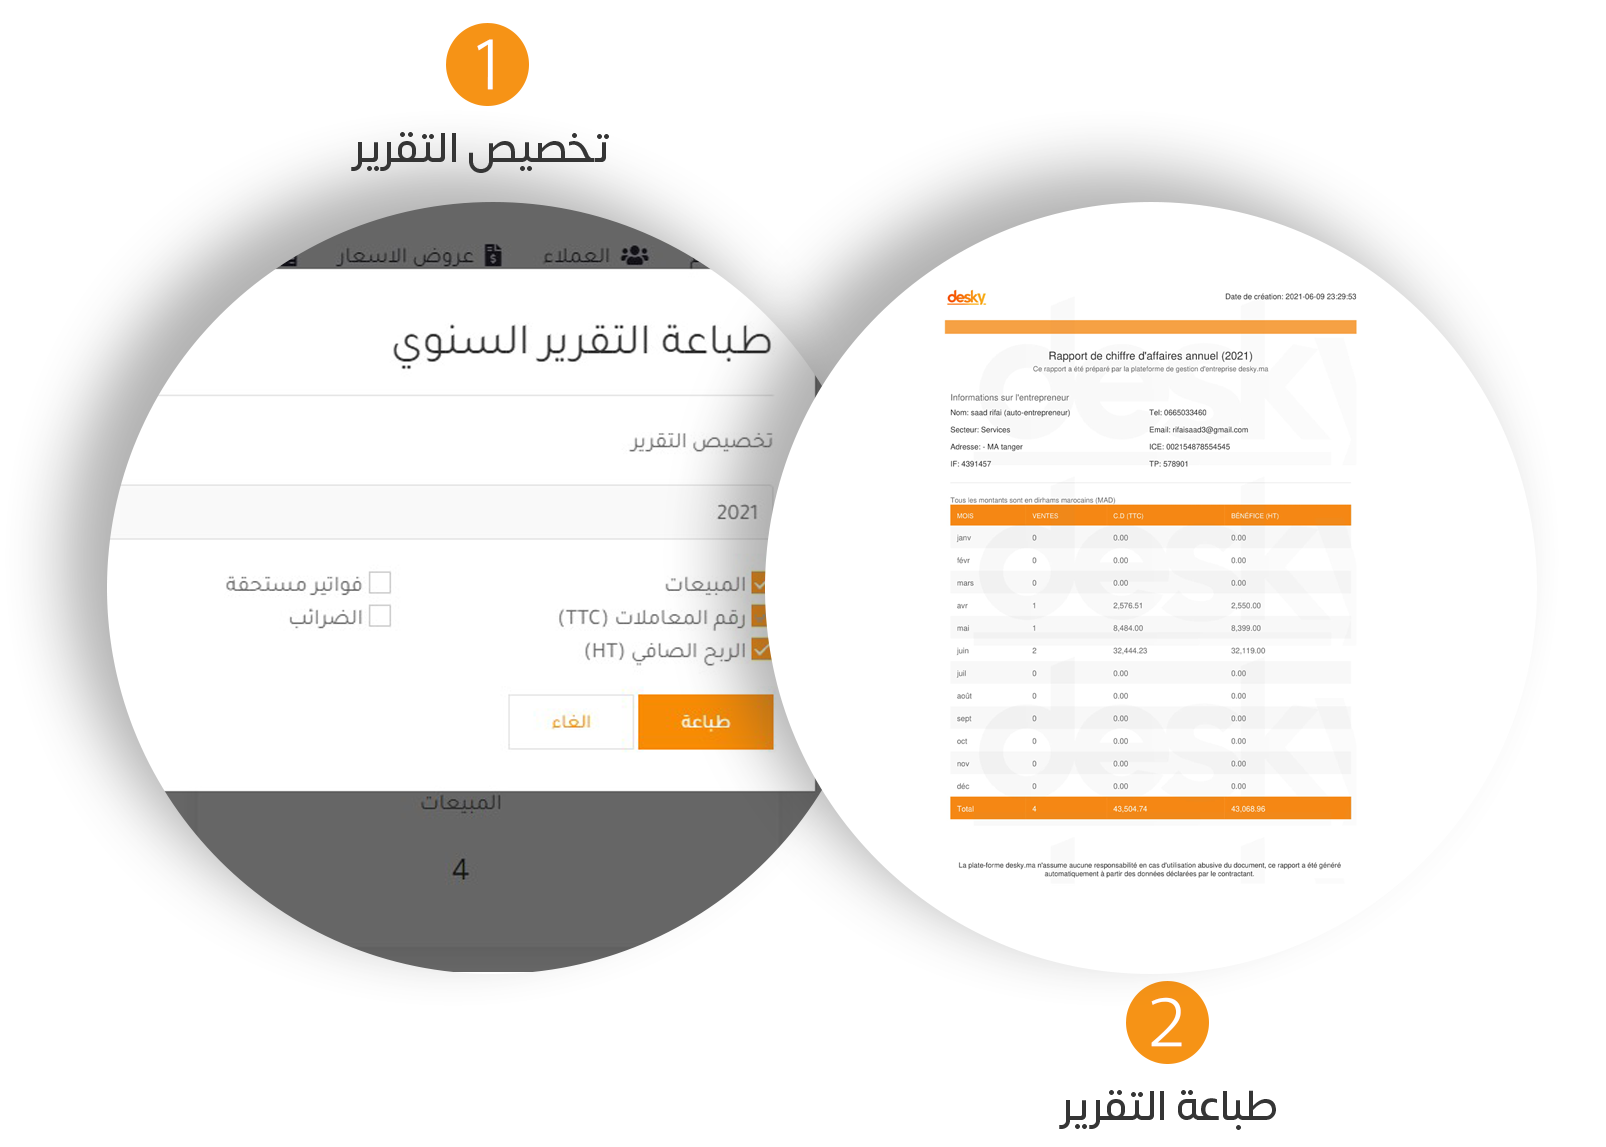 1
تخصيص التقرير
العملاء عروض الاسعار
طباعة التقرير السنوي
تخصيص التقرير
2021
المبيعات فواتير مستحقة
رقم المعاملات (TTC) الضرائب
الربح الصافي (HT)
طباعة الغاء
المبيعات
4
desky Date de création: 2021-06-09 23:29:53
Rapport de chiffre d'affaires annuel (2021)
Ce rapport a été préparé par la plateforme de gestion d'entreprise desky.ma
Informations sur l'entrepreneur
Nom: saad rifai (auto-entrepreneur) Tel: 0665033460
Secteur: Services Email: rifaisaad3@gmail.com
Adresse: - MA tanger ICE: 002154878554545
IF: 4391457 TP: 578901
Tous les montants sont en dirhams marocains (MAD)
MOIS VENTES C.D (TTC) BÉNÉFICE (HT)
janv 0 0.00 0.00
févr 0 0.00 0.00
mars 0 0.00 0.00
avr 1 2,576.51 2,550.00
mai 1 8,484.00 8,399.00
juin 2 32,444.23 32,119.00
juil 0 0.00 0.00
août 0 0.00 0.00
sept 0 0.00 0.00
oct 0 0.00 0.00
nov 0 0.00 0.00
déc 0 0.00 0.00
Total 4 43,504.74 43,068.96
La plate-forme desky.ma n'assume aucune responsabilité en cas d'utilisation abusive du document, ce rapport a été généré
automatiquement à partir des données déclarées par le contractant.
2
طباعة التقرير